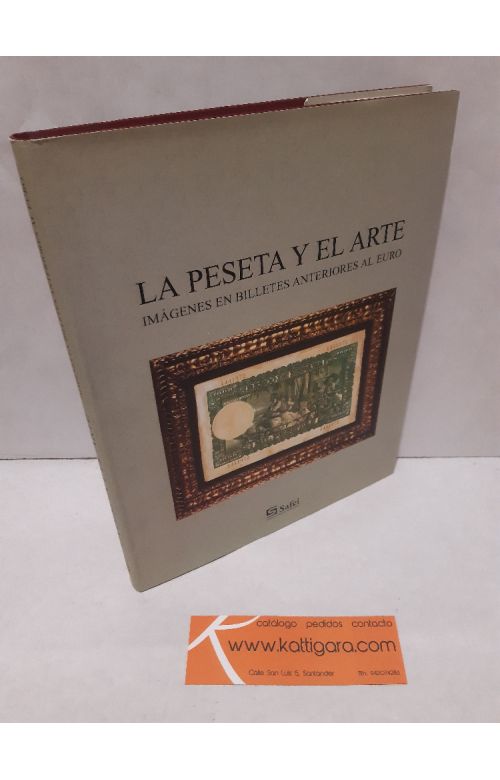 LA PESETA Y EL ARTE
IMÁGENES EN BILLETES ANTERIORES AL EURO
Safei
catálogo pedidos contacto
www.kattigara.com
Calle San Luis 5, Santander